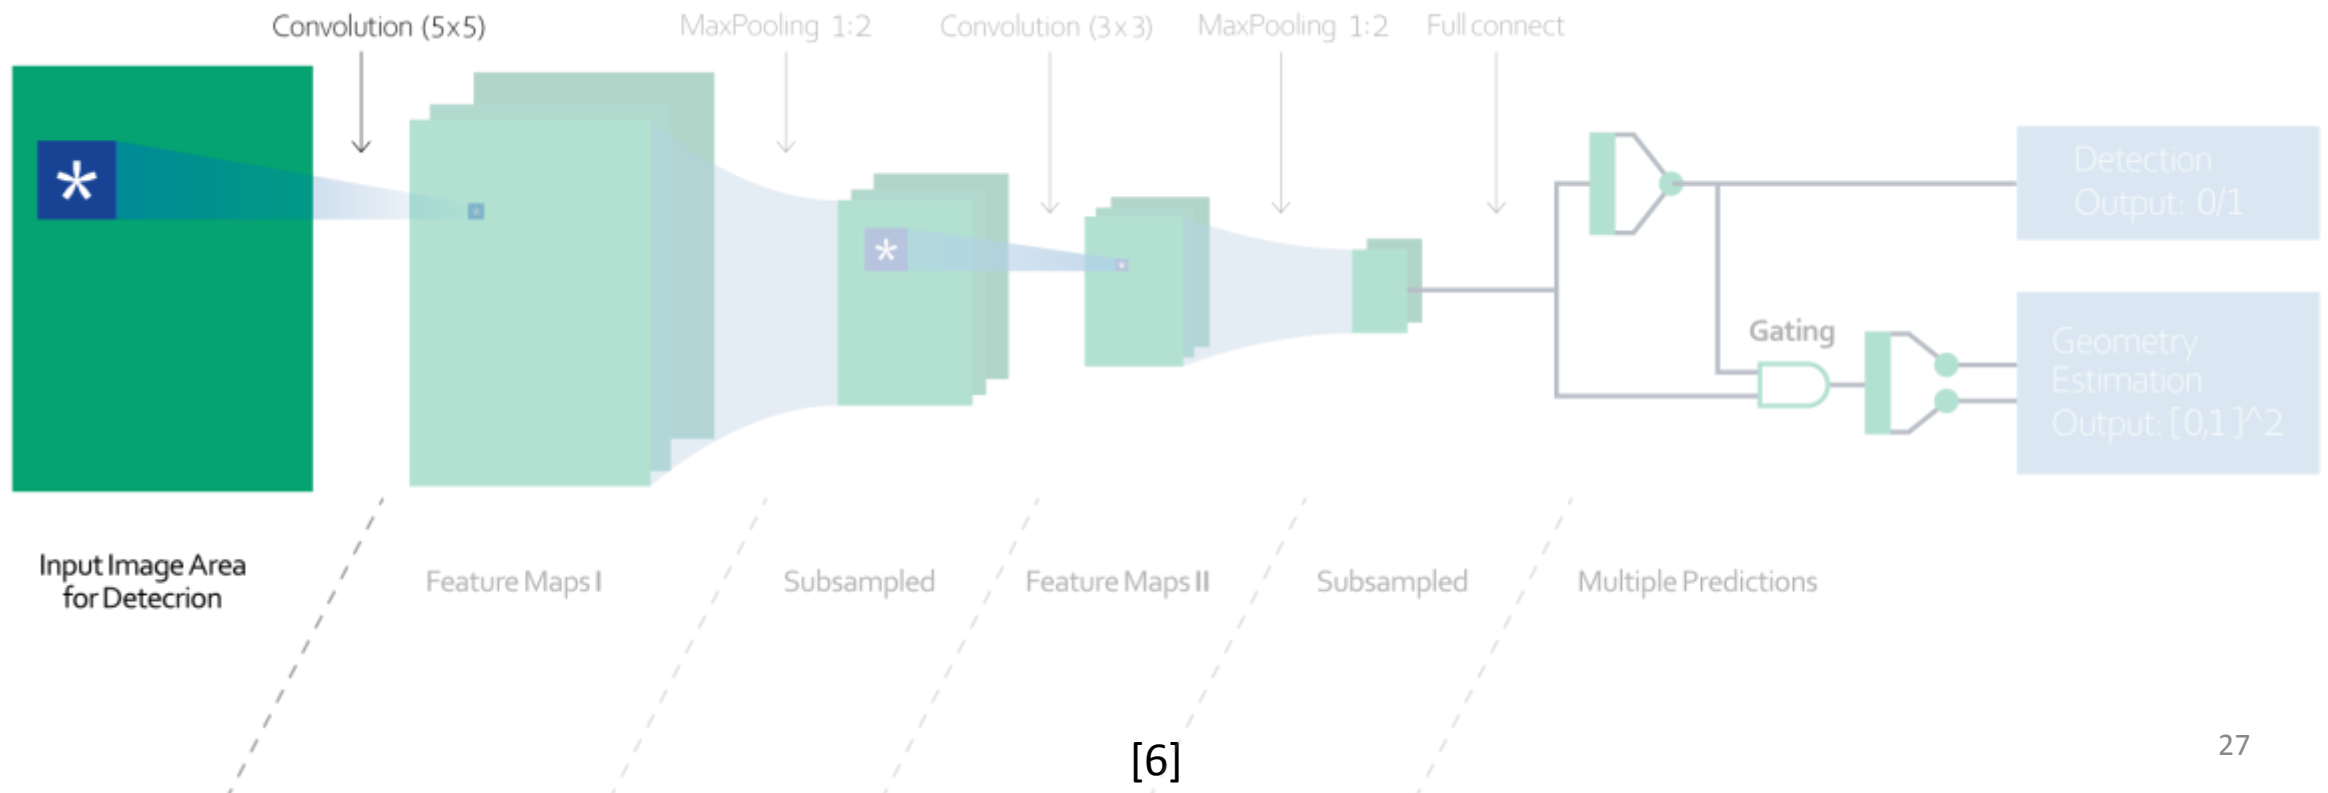 Convolution (5x5)
MaxPooling 1:2
Convolution (3x3)
MaxPooling 1:2
Full connect
*
*
Detection
Output: 0/1
Gating
Geometry
Estimation
Output: [0,1 ]^2
Input Image Area
for Detecrion
Feature Maps I
Subsampled
Feature Maps II
Subsampled
Multiple Predictions
[6]
27